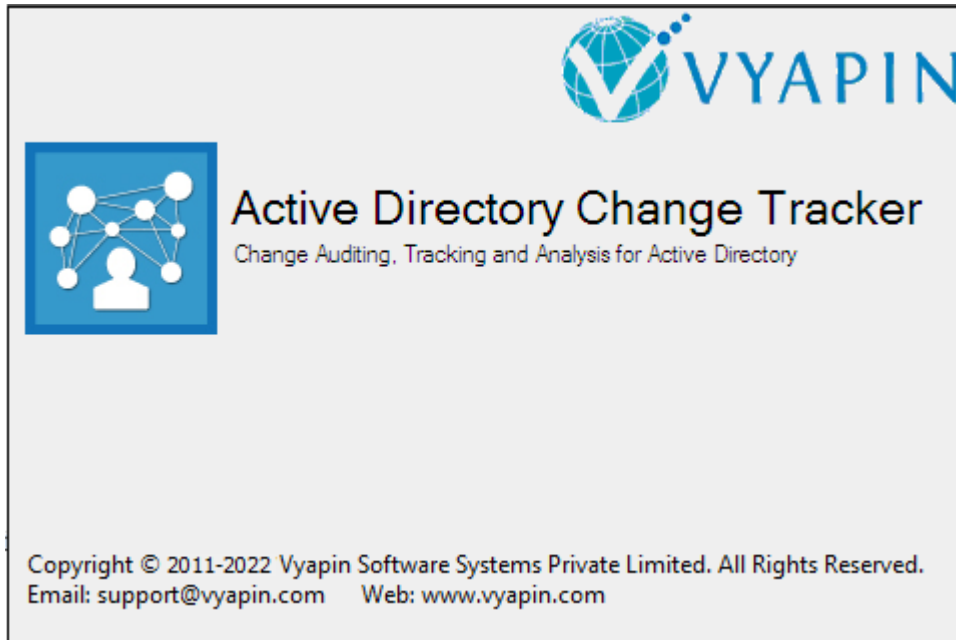 VYAPIN
Active Directory Change Tracker
Change Auditing, Tracking and Analysis for Active Directory
Copyright © 2011-2022 Vyapin Software Systems Private Limited. All Rights Reserved.
Email: support@vyapin.com Web: www.vyapin.com